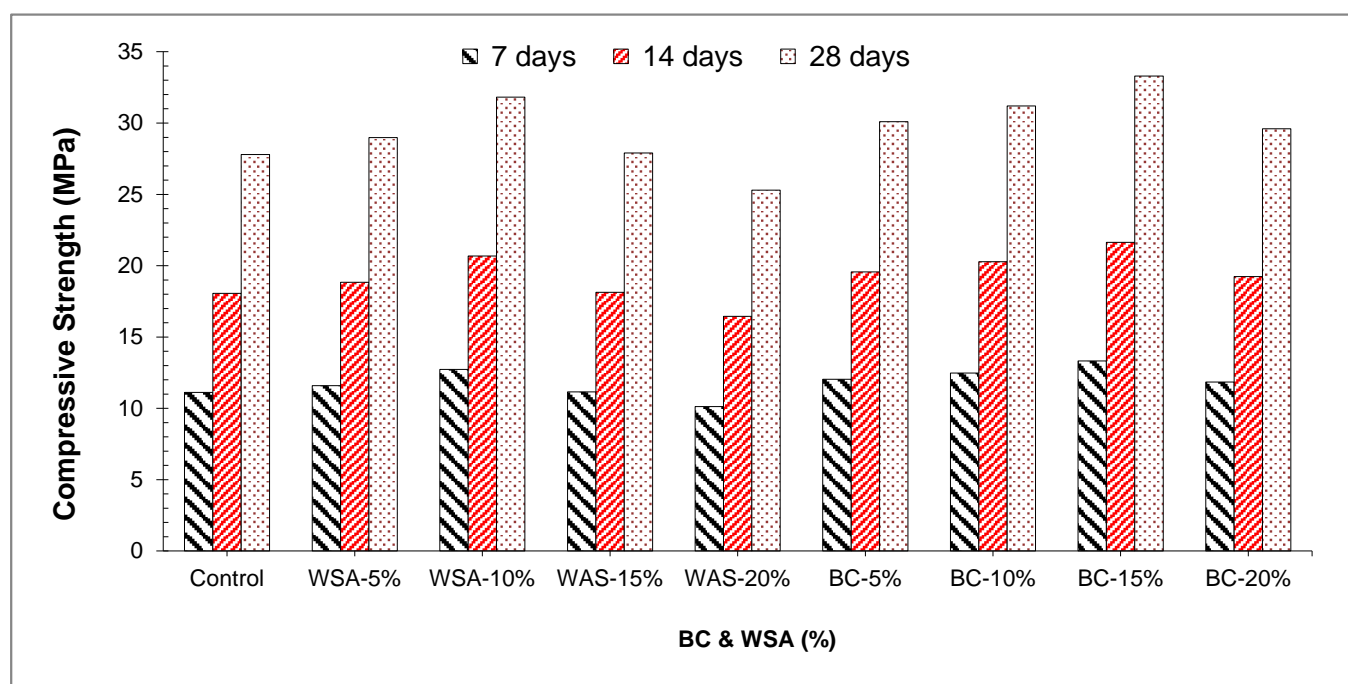 7 days 14 days 28 days
Compressive Strength (MPa)
35
30
25
20
15
10
5
0
Control WSA-5% WSA-10% WAS-15% WAS-20% BC-5% BC-10% BC-15% BC-20%
BC & WSA (%)